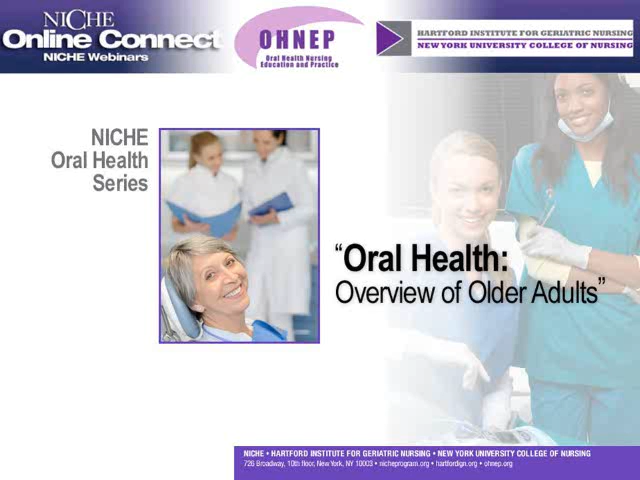 NICHE
Online Connect
NICHE Webinars
OHNEP
Oral Health Nursing
Education and Practice
HARTFORD INSTITUTE FOR GERIATRIC NURSING
NEW YORK UNIVERSITY COLLEGE OF NURSING
NICHE
Oral Health
Series
“Oral Health:
Overview of Older Adults”
NICHE • HARTFORD INSTITUTE FOR GERIATRIC NURSING • NEW YORK UNIVERSITY COLLEGE OF NURSING
726 Broadway, 10th floor, New York, NY 10003 • nicheprogram.org • hartfordign.org • ohnep.org